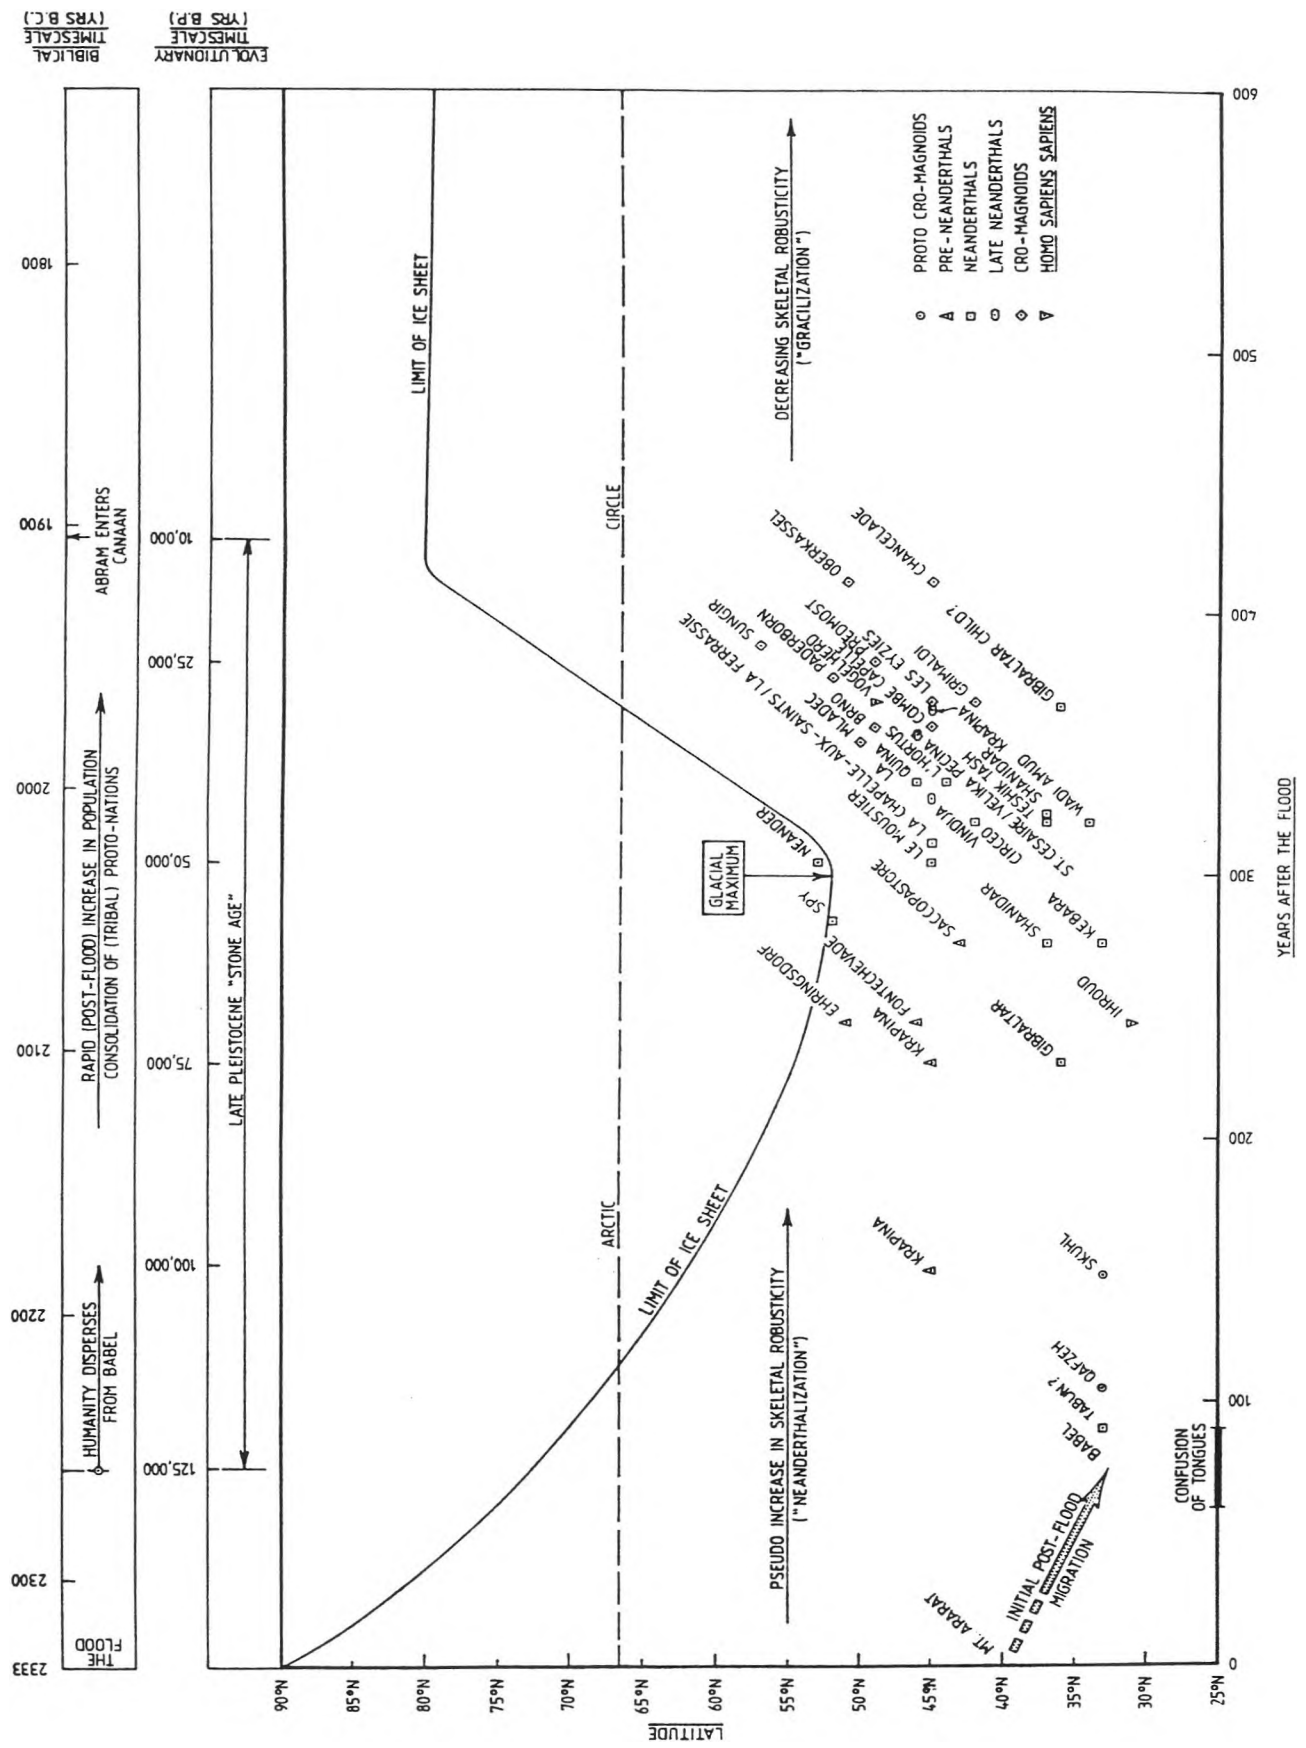 BIBLICAL
TIMESCALE
(YRS B.C.)
2333
2300
2200
2100
2000
1900
1800
THE
FLOOD
HUMANITY DISPERSES
FROM BABEL
RAPID (POST-FLOOD) INCREASE IN POPULATION
CONSOLIDATION OF (TRIBAL) PROTO-NATIONS
ABRAM ENTERS
CANAAN
EVOLUTIONARY
TIMESCALE
(YRS B.P.)
125,000
100,000
75,000
50,000
25,000
10,000
LATE PLEISTOCENE "STONE AGE"
LATITUDE
90°N
85°N
80°N
75°N
70°N
65°N
60°N
55°N
50°N
45°N
40°N
35°N
30°N
25°N
LIMIT OF ICE SHEET
LIMIT OF ICE SHEET
ARCTIC
CIRCLE
GLACIAL
MAXIMUM
PSEUDO INCREASE IN SKELETAL ROBUSTICITY
("NEANDERTHALIZATION")
DECREASING SKELETAL ROBUSTICITY
("GRACILIZATION")
MT. ARARAT
INITIAL POST-FLOOD
MIGRATION
BABEL
TABUN ?
QAFZEH
SKUHL
KRAPINA
KRAPINA
FONTECHEVADE
EHRINGSDORF
GIBRALTAR
IHROUD
KEBARA
SHANIDAR
SACCOPASTORE
SPY
NEANDER
LE MOUSTIER
LA CHAPELLE-AUX-SAINTS / LA FERRASSIE
VINDIJA
CIRCEO
ST. CESAIRE / VELIKA PECINA
TESHIK TASH
SHANIDAR
WADI AMUD
KRAPINA
L'HORTUS
LA
QUINA
MLADEC
BRNO
COMBE CAPELLE
VOGELHERD
PADERBORN
SUNGIR
PREDMOST
LES EYZIES
GRIMALDI
GIBRALTAR CHILD ?
OBERKASSEL
CHANCELADE
PROTO CRO-MAGNOIDS
PRE-NEANDERTHALS
NEANDERTHALS
LATE NEANDERTHALS
CRO-MAGNOIDS
HOMO SAPIENS SAPIENS
CONFUSION
OF TONGUES
0
100
200
300
400
500
600
YEARS AFTER THE FLOOD